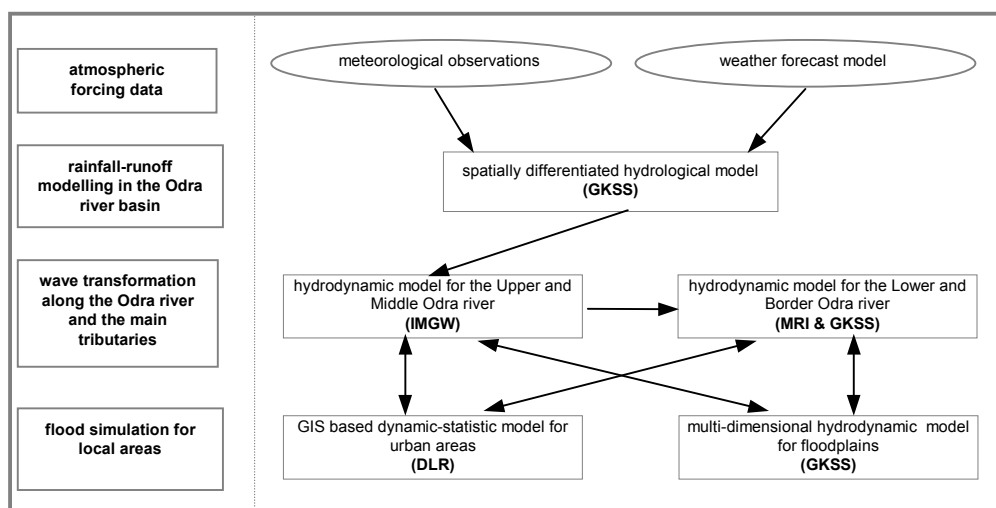 atmospheric
forcing data
meteorological observations
weather forecast model
rainfall-runoff
modelling in the Odra
river basin
spatially differentiated hydrological model
(GKSS)
wave transformation
along the Odra river
and the main
tributaries
hydrodynamic model for the Upper and
Middle Odra river
(IMGW)
hydrodynamic model for the Lower and
Border Odra river
(MRI & GKSS)
flood simulation for
local areas
GIS based dynamic-statistic model for
urban areas
(DLR)
multi-dimensional hydrodynamic model
for floodplains
(GKSS)